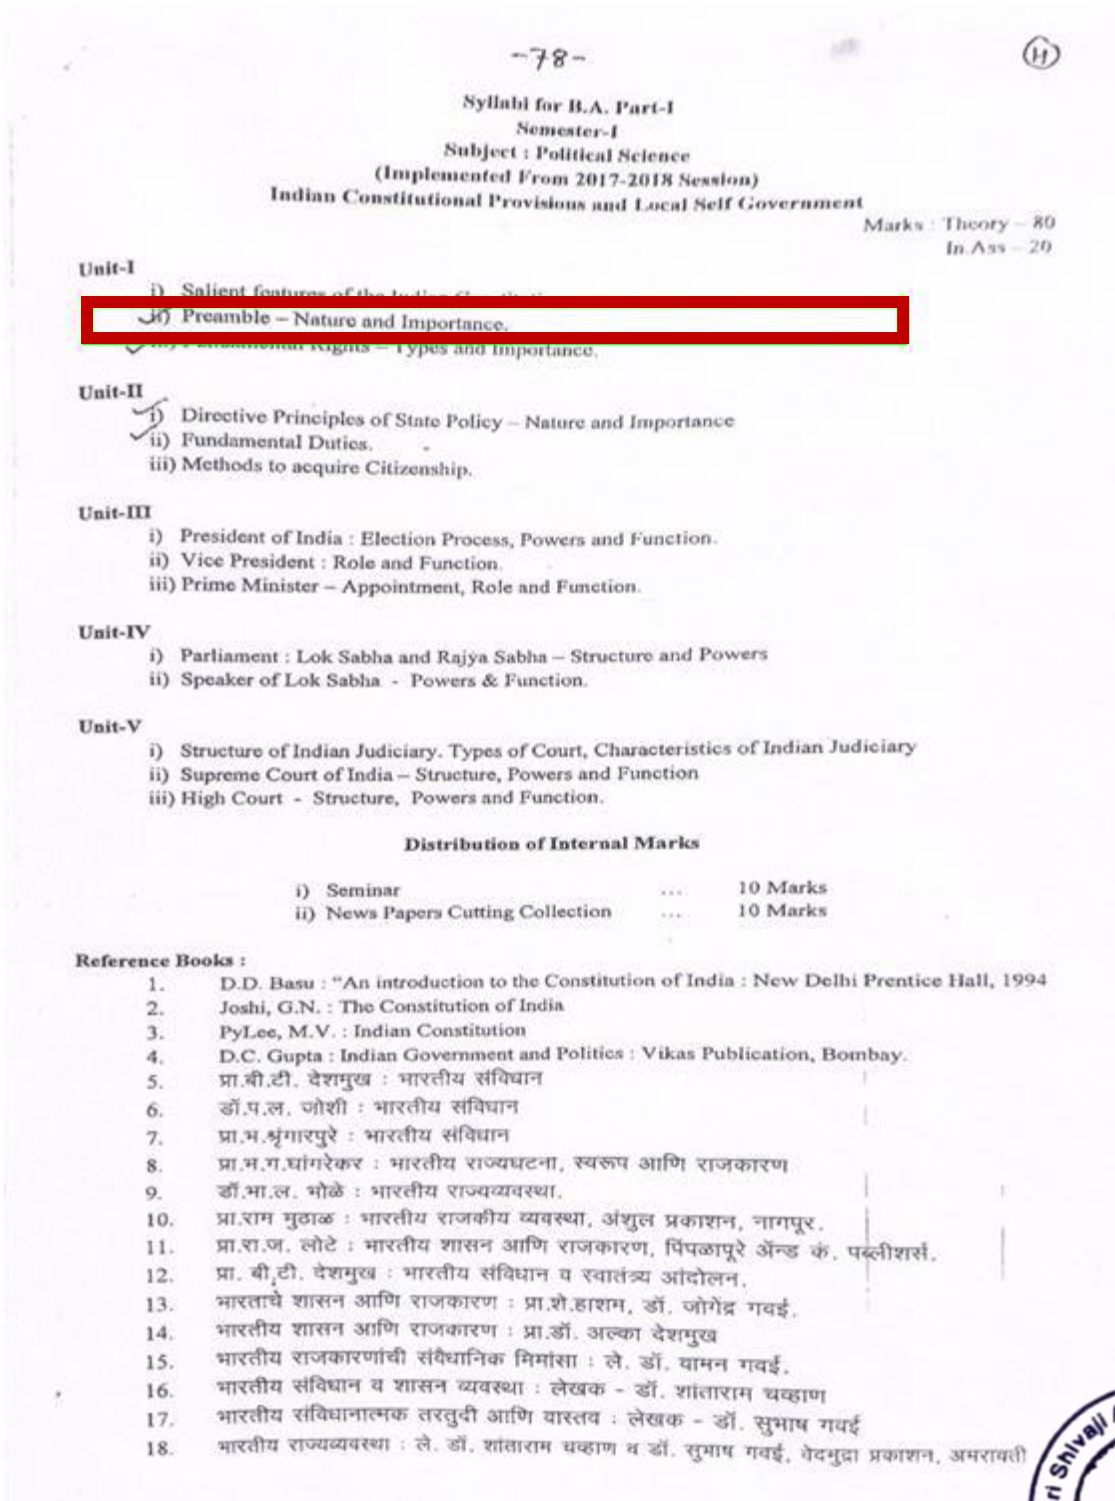 -78-
(H)
Syllabi for B.A. Part-I
Semester-I
Subject : Political Science
(Implemented From 2017-2018 Session)
Indian Constitutional Provisions and Local Self Government
Marks : Theory – 80
In.Ass – 20
Unit-I
i) Salient features of the Indian
ii) Preamble – Nature and Importance.
iii) Fundamental Rights – Types and Importance.
Unit-II
i) Directive Principles of State Policy – Nature and Importance
ii) Fundamental Duties.
iii) Methods to acquire Citizenship.
Unit-III
i) President of India : Election Process, Powers and Function.
ii) Vice President : Role and Function.
iii) Prime Minister – Appointment, Role and Function.
Unit-IV
i) Parliament : Lok Sabha and Rajya Sabha – Structure and Powers
ii) Speaker of Lok Sabha - Powers & Function.
Unit-V
i) Structure of Indian Judiciary. Types of Court, Characteristics of Indian Judiciary
ii) Supreme Court of India – Structure, Powers and Function
iii) High Court - Structure, Powers and Function.
Distribution of Internal Marks
i) Seminar ... 10 Marks
ii) News Papers Cutting Collection ... 10 Marks
Reference Books :
1. D.D. Basu : "An introduction to the Constitution of India : New Delhi Prentice Hall, 1994
2. Joshi, G.N. : The Constitution of India
3. PyLee, M.V. : Indian Constitution
4. D.C. Gupta : Indian Government and Politics : Vikas Publication, Bombay.
5. प्रा.बी.टी. देशमुख : भारतीय संविधान
6. डॉ.प.ल. जोशी : भारतीय संविधान
7. प्रा.भ.श्रृंगारपुरे : भारतीय संविधान
8. प्रा.म.ग.घांगरेकर : भारतीय राज्यघटना, स्वरूप आणि राजकारण
9. डॉ.भा.ल. भोळे : भारतीय राज्यव्यवस्था.
10. प्रा.राम मुठाळ : भारतीय राजकीय व्यवस्था, अंशुल प्रकाशन, नागपूर.
11. प्रा.रा.ज. लोटे : भारतीय शासन आणि राजकारण, पिंपळापूरे ॲन्ड कं. पब्लीशर्स.
12. प्रा. बी.टी. देशमुख : भारतीय संविधान व स्वातंत्र्य आंदोलन.
13. भारताचे शासन आणि राजकारण : प्रा.शे.हाशम, डॉ. जोगेंद्र गवई.
14. भारतीय शासन आणि राजकारण : प्रा.डॉ. अल्का देशमुख
15. भारतीय राजकारणांची संवैधानिक मिमांसा : ले. डॉ. वामन गवई.
16. भारतीय संविधान व शासन व्यवस्था : लेखक - डॉ. शांताराम चव्हाण
17. भारतीय संविधानात्मक तरतुदी आणि वास्तव : लेखक - डॉ. सुभाष गवई
18. भारतीय राज्यव्यवस्था : ले. डॉ. शांताराम चव्हाण व डॉ. सुभाष गवई, वेदमुद्रा प्रकाशन, अमरावती
ri Shivaji